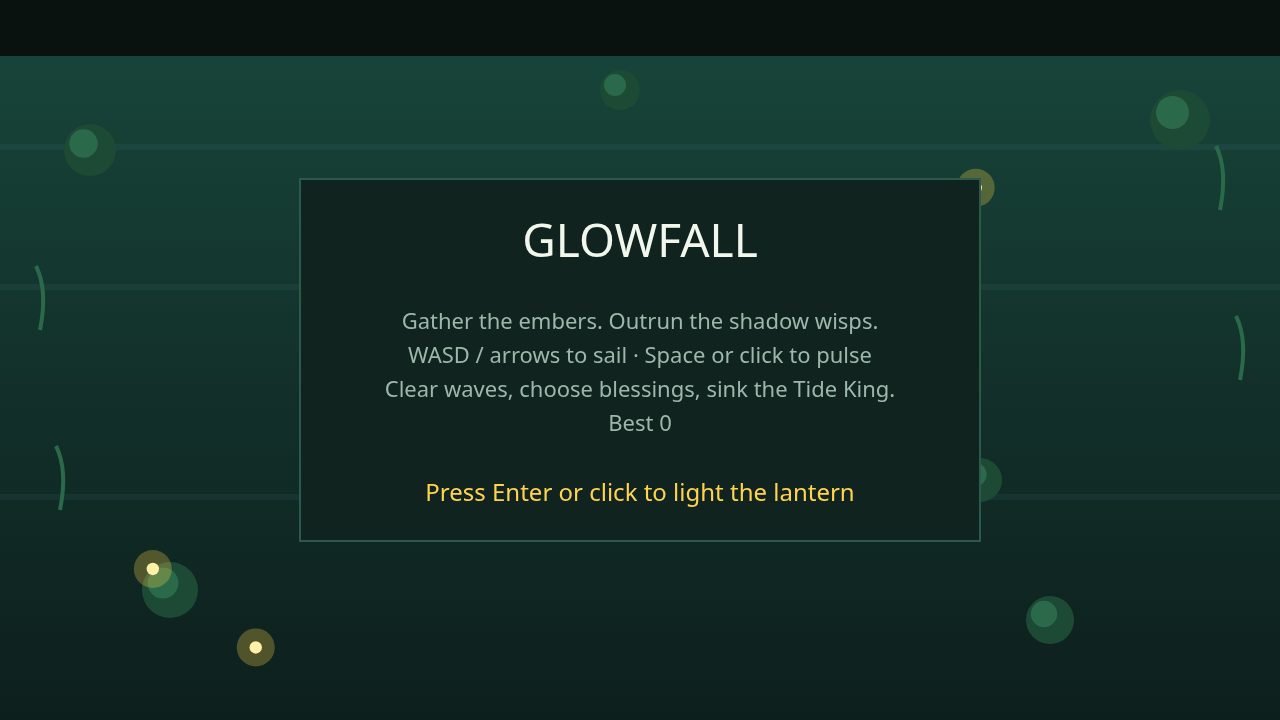 GLOWFALL
Gather the embers. Outrun the shadow wisps.
WASD / arrows to sail · Space or click to pulse
Clear waves, choose blessings, sink the Tide King.
Best 0
Press Enter or click to light the lantern